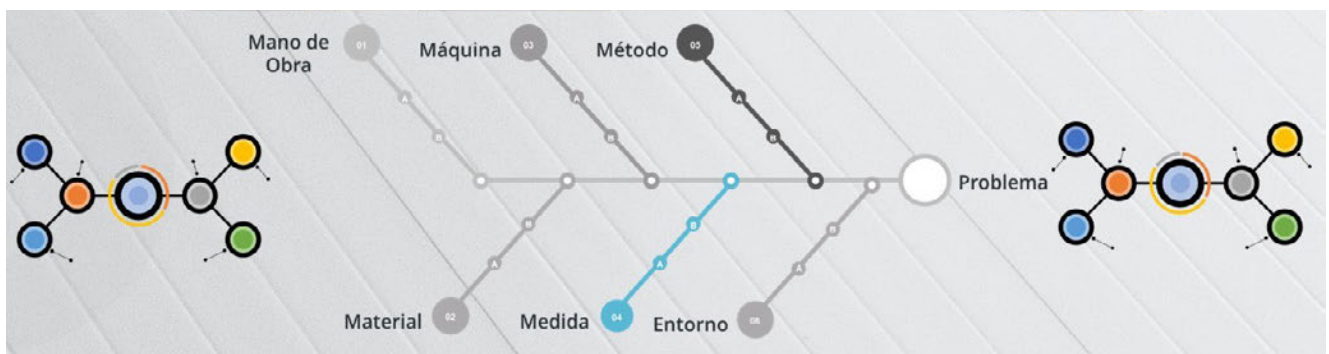 Mano de
Obra
01
Máquina
03
Método
05
A
A
A
B
B
B
Problema
B
B
B
A
A
A
Material
02
Medida
04
Entorno
06